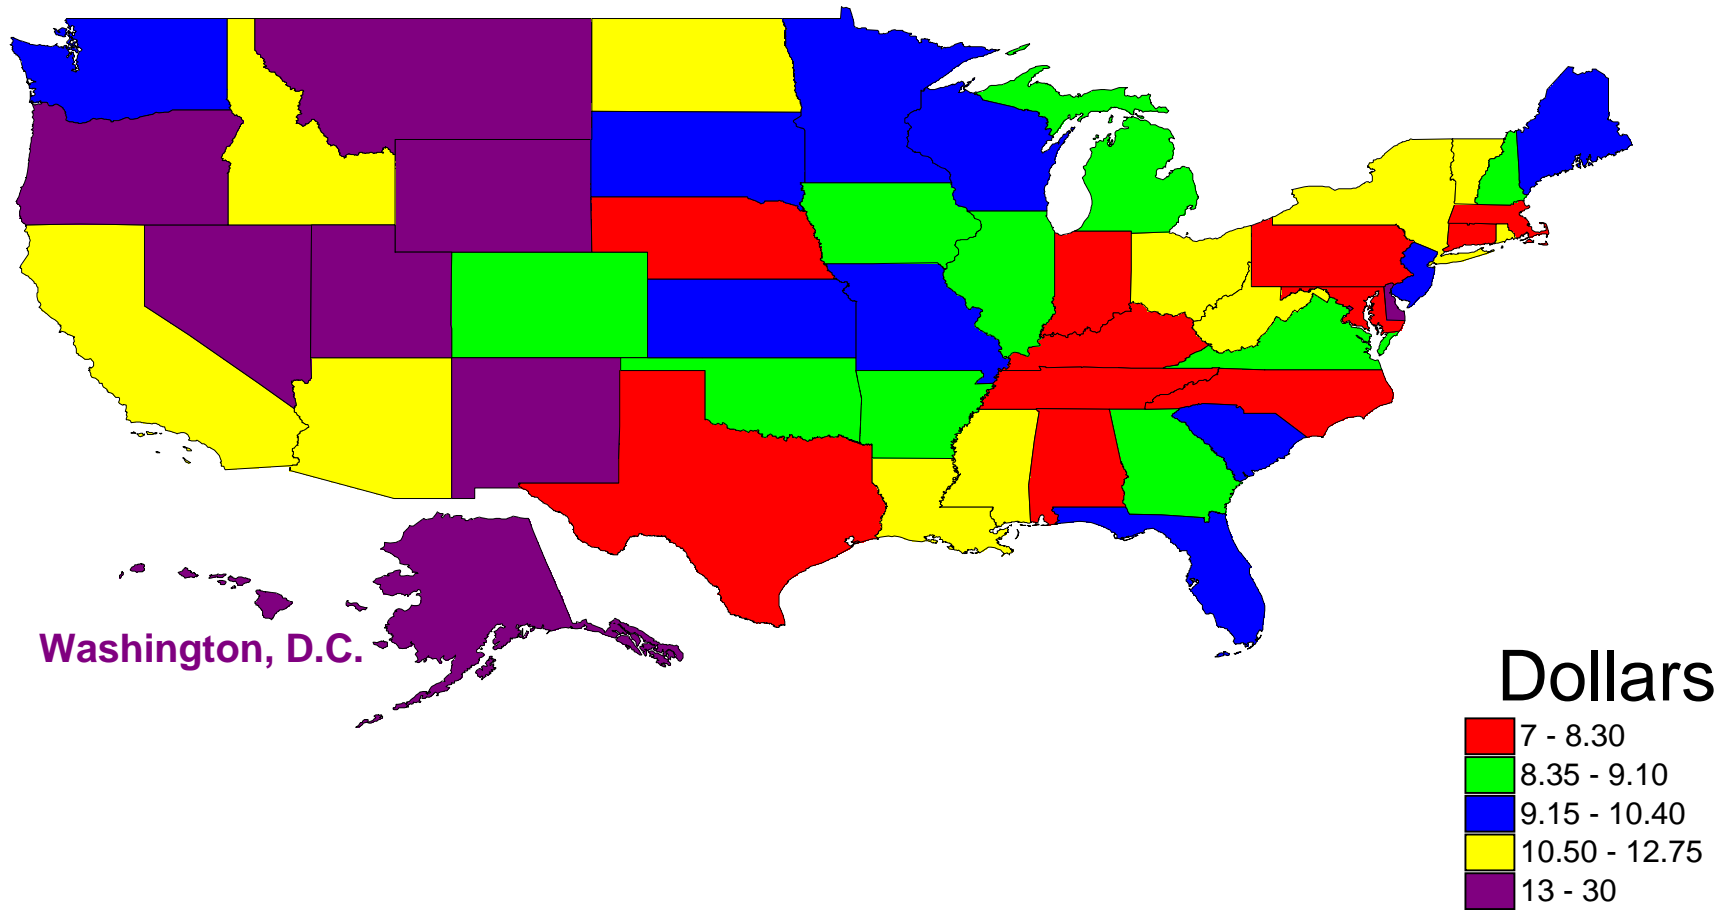 Washington, D.C.
Dollars
7 - 8.30
8.35 - 9.10
9.15 - 10.40
10.50 - 12.75
13 - 30